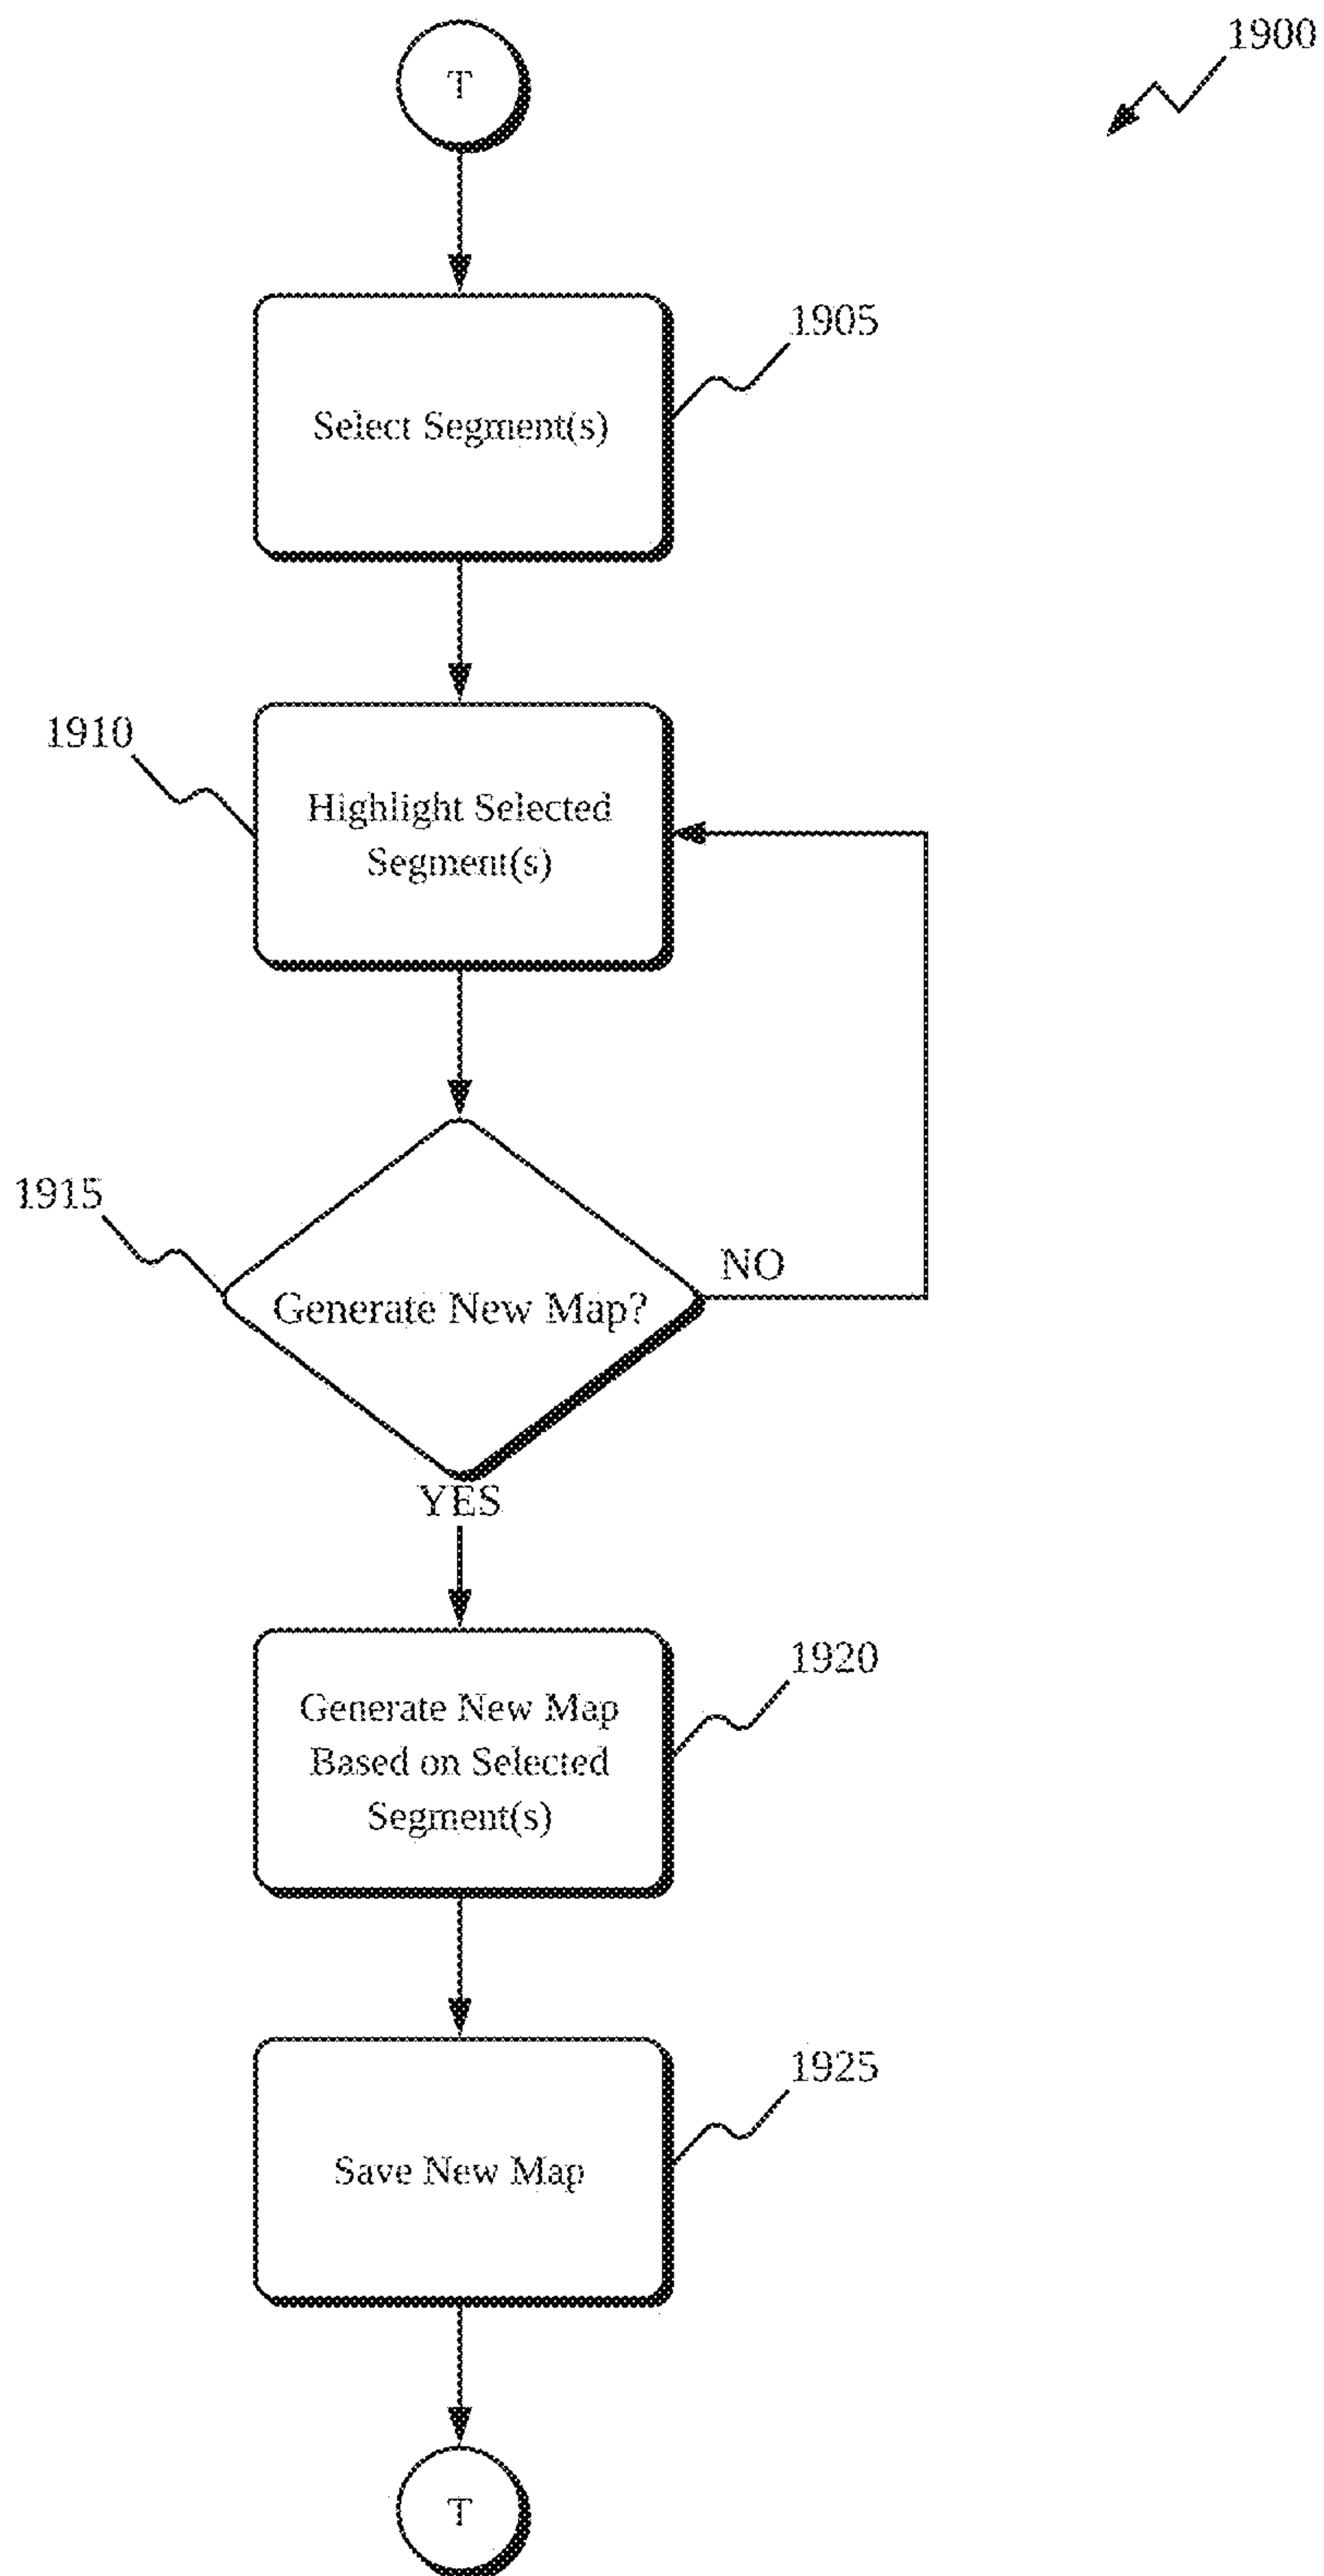 1900
T
1905
Select Segment(s)
1910
Highlight Selected
Segment(s)
1915
NO
Generate New Map?
YES
1920
Generate New Map
Based on Selected
Segment(s)
1925
Save New Map
T